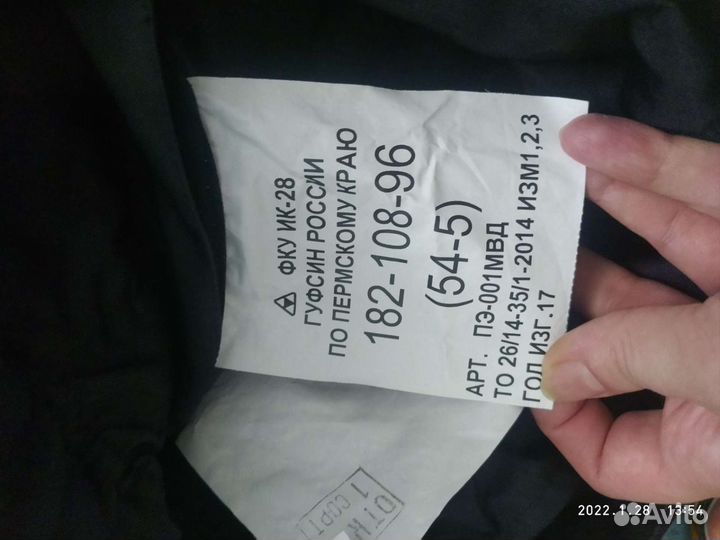 ФКУ ИК-28
ГУФСИН РОССИИ
ПО ПЕРМСКОМУ КРАЮ
182-108-96
(54-5)
АРТ. ПЭ-001МВД
ТО 26/14-35/1-2014 ИЗМ1,2,3
ГОД ИЗГ.17
ОТК
1 СОРТ
2022.1.28 13:54
Avito